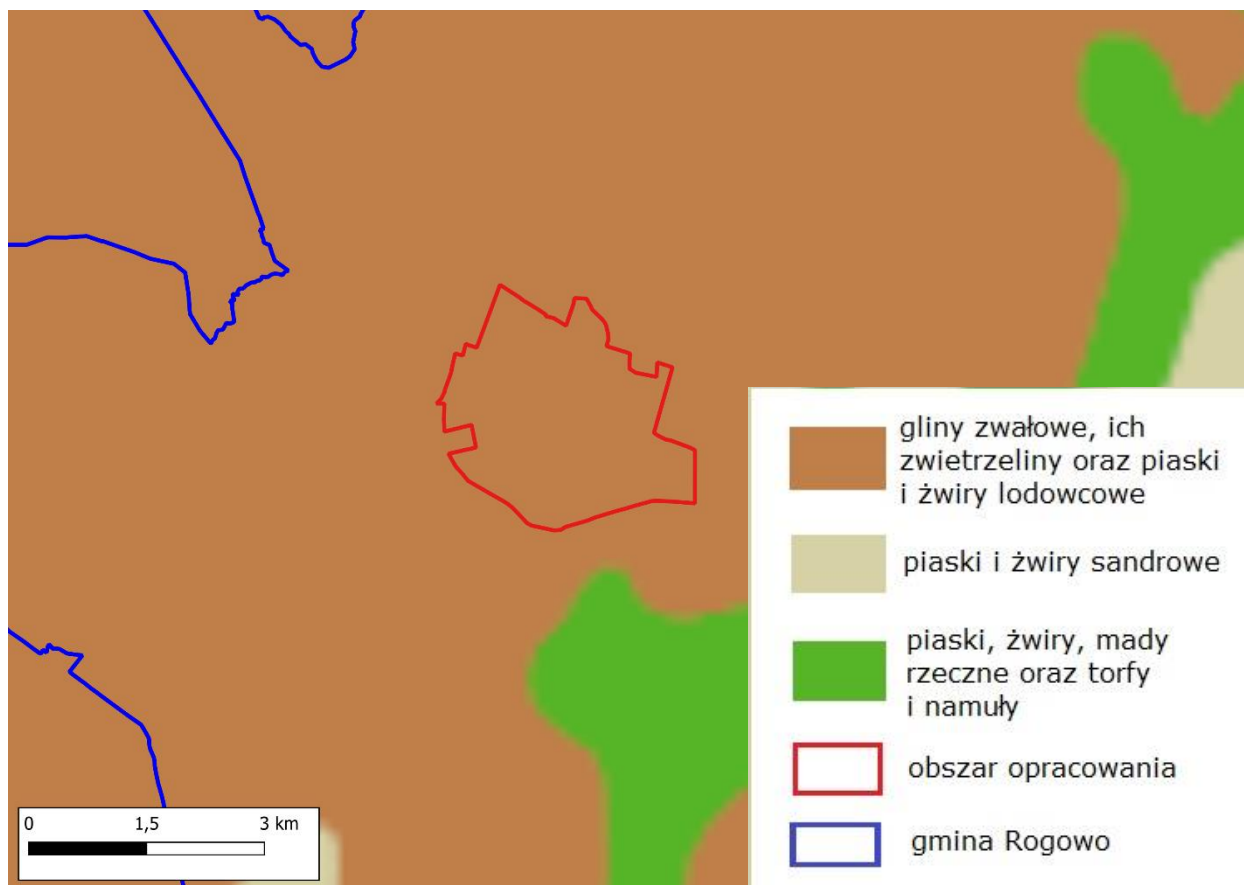 gliny zwałowe, ich
zwietrzeliny oraz piaski
i żwiry lodowcowe
piaski i żwiry sandrowe
piaski, żwiry, mady
rzeczne oraz torfy
i namuły
obszar opracowania
gmina Rogowo
0 1,5 3 km